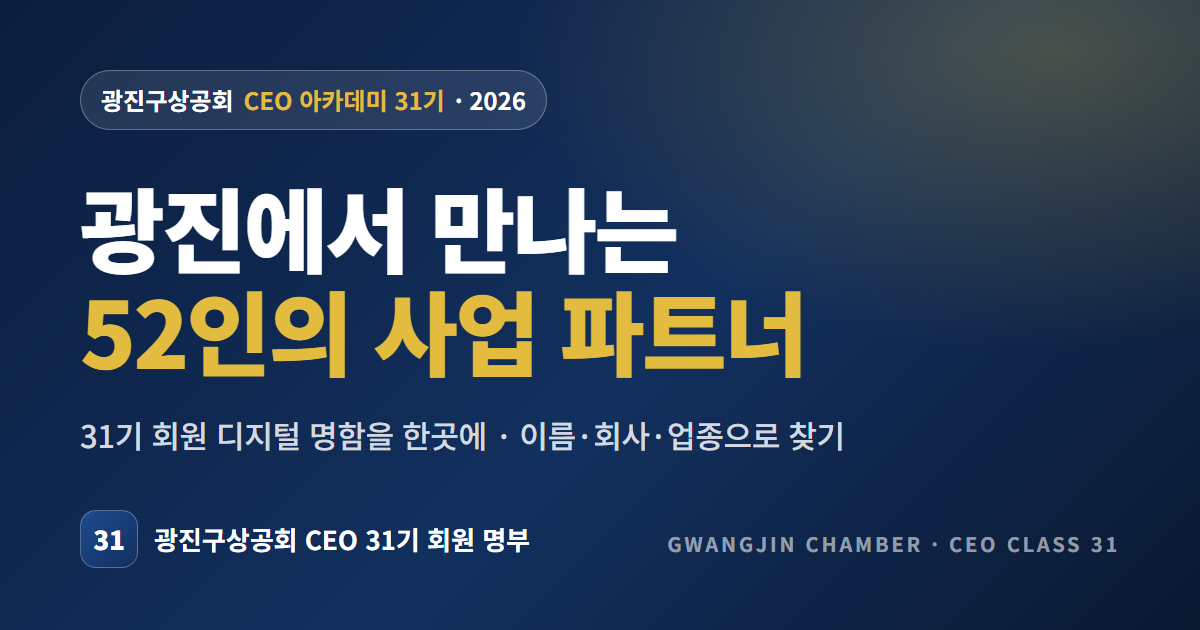 광진구상공회 CEO 아카데미 31기 · 2026
광진에서 만나는
52인의 사업 파트너
31기 회원 디지털 명함을 한곳에 · 이름·회사·업종으로 찾기
31 광진구상공회 CEO 31기 회원 명부
GWANGJIN CHAMBER · CEO CLASS 31